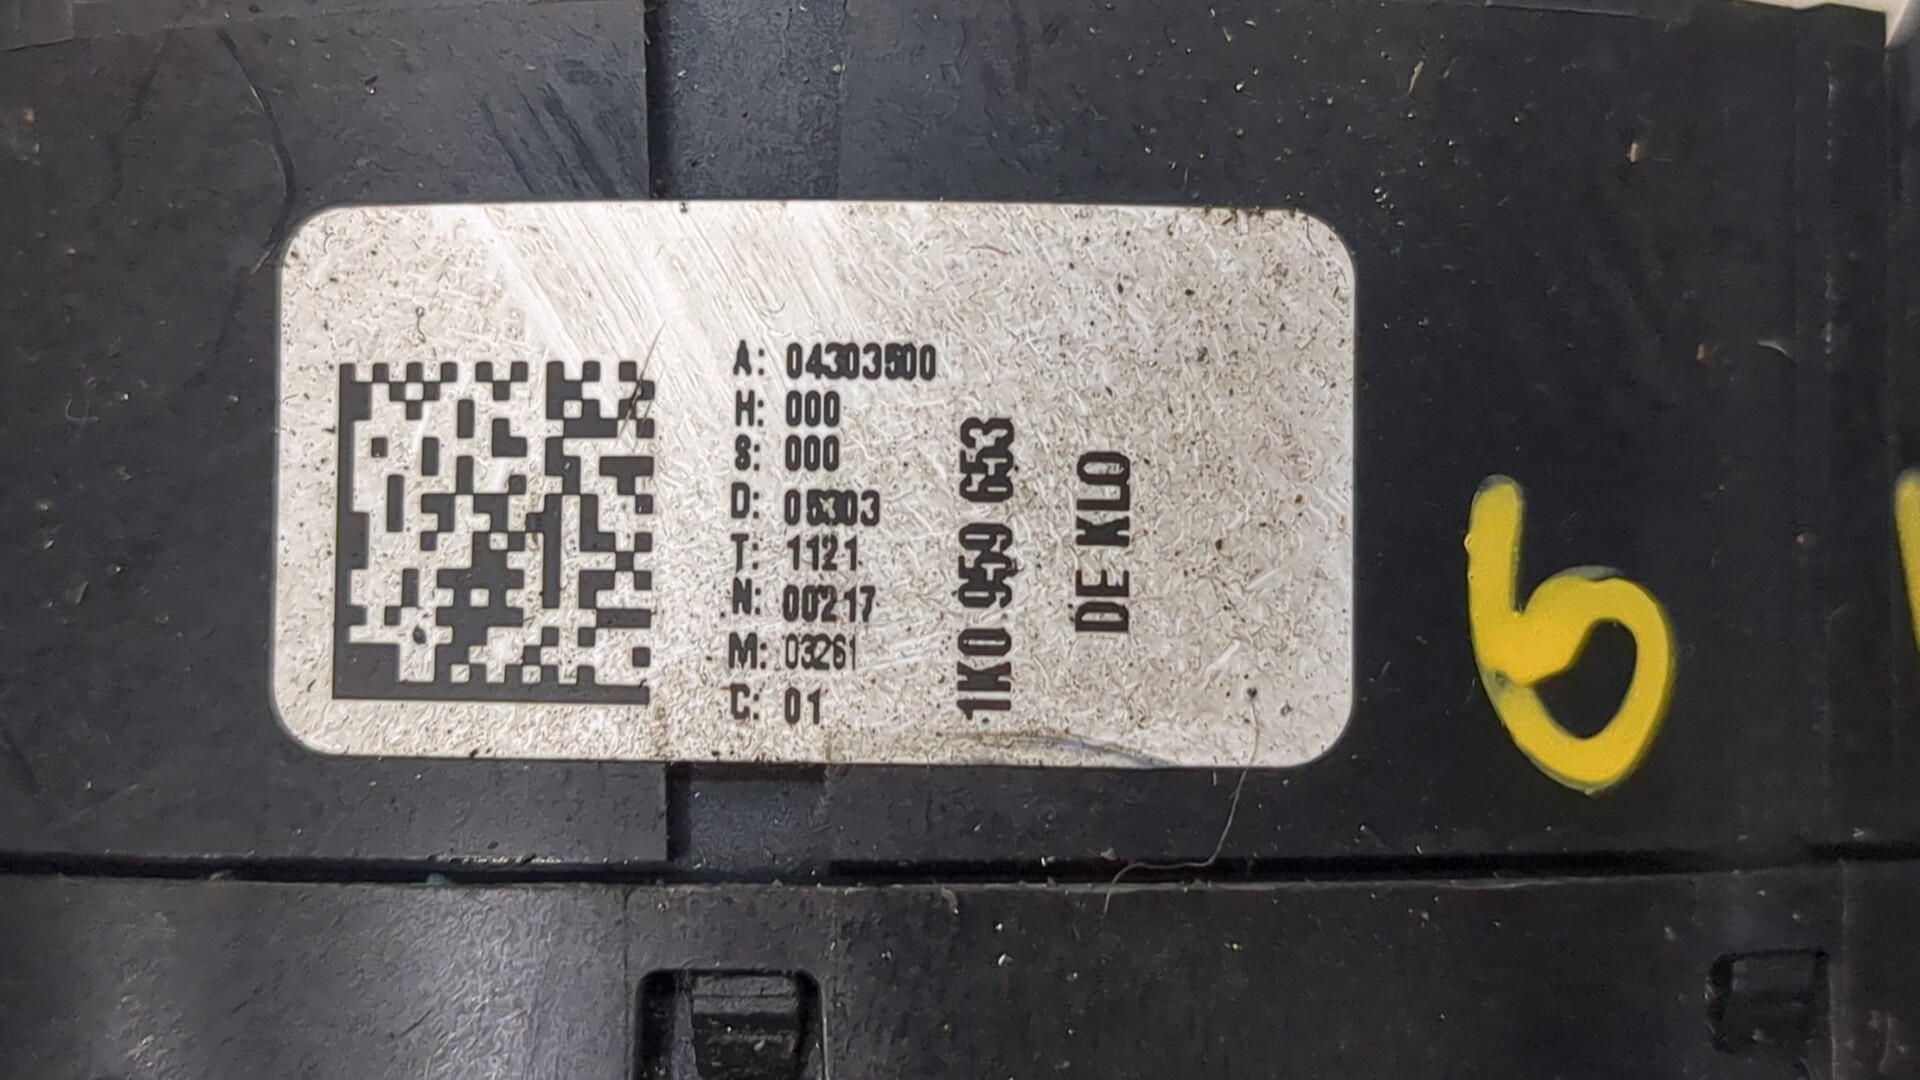 A: 04303500
H: 000
S: 000
D: 05303
T: 1121
N: 00217
M: 03261
C: 01
1K0 959 653
DE KLO
6